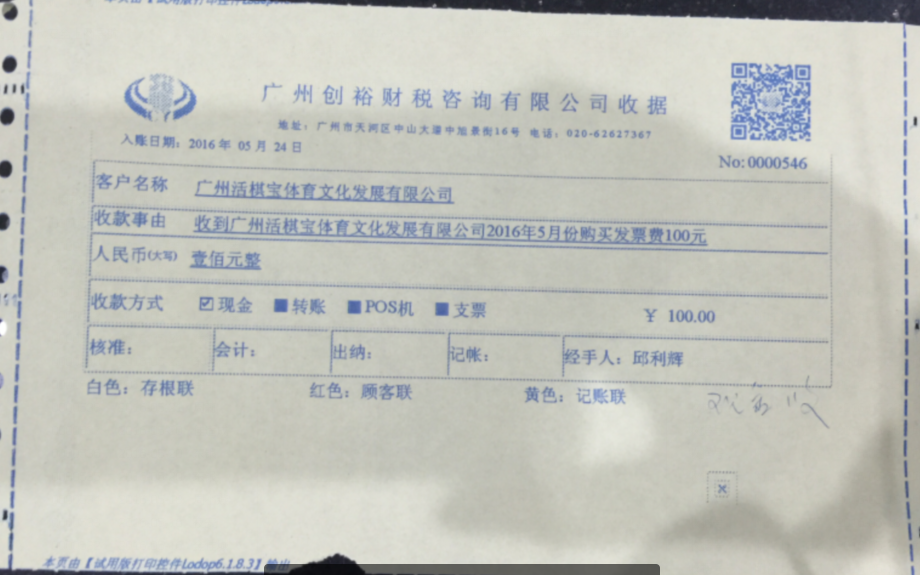 广州创裕财税咨询有限公司收据
地址：广州市天河区中山大道中旭景街16号 电话：020-62627367
入账日期：2016 年 05 月 24 日
No:0000546
客户名称 广州活棋宝体育文化发展有限公司
收款事由 收到广州活棋宝体育文化发展有限公司2016年5月份购买发票费100元
人民币(大写) 壹佰元整
收款方式 ☑现金 ■转账 ■POS机 ■支票 ￥ 100.00
核准： 会计： 出纳： 记帐： 经手人：邱利辉
白色：存根联 红色：顾客联 黄色：记账联
本页由【试用版打印控件Lodop6.1.8.3】输出